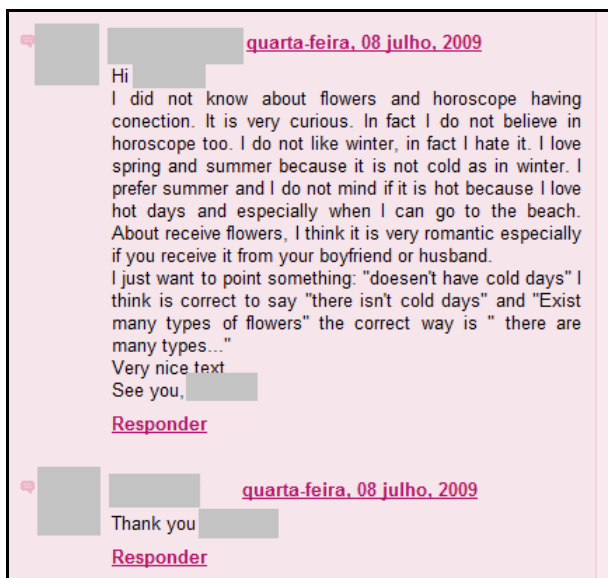 quarta-feira, 08 julho, 2009
Hi
I did not know about flowers and horoscope having
conection. It is very curious. In fact I do not believe in
horoscope too. I do not like winter, in fact I hate it. I love
spring and summer because it is not cold as in winter. I
prefer summer and I do not mind if it is hot because I love
hot days and especially when I can go to the beach.
About receive flowers, I think it is very romantic especially
if you receive it from your boyfriend or husband.
I just want to point something: "doesen't have cold days" I
think is correct to say "there isn't cold days" and "Exist
many types of flowers" the correct way is " there are
many types..."
Very nice text
See you,
Responder
quarta-feira, 08 julho, 2009
Thank you
Responder